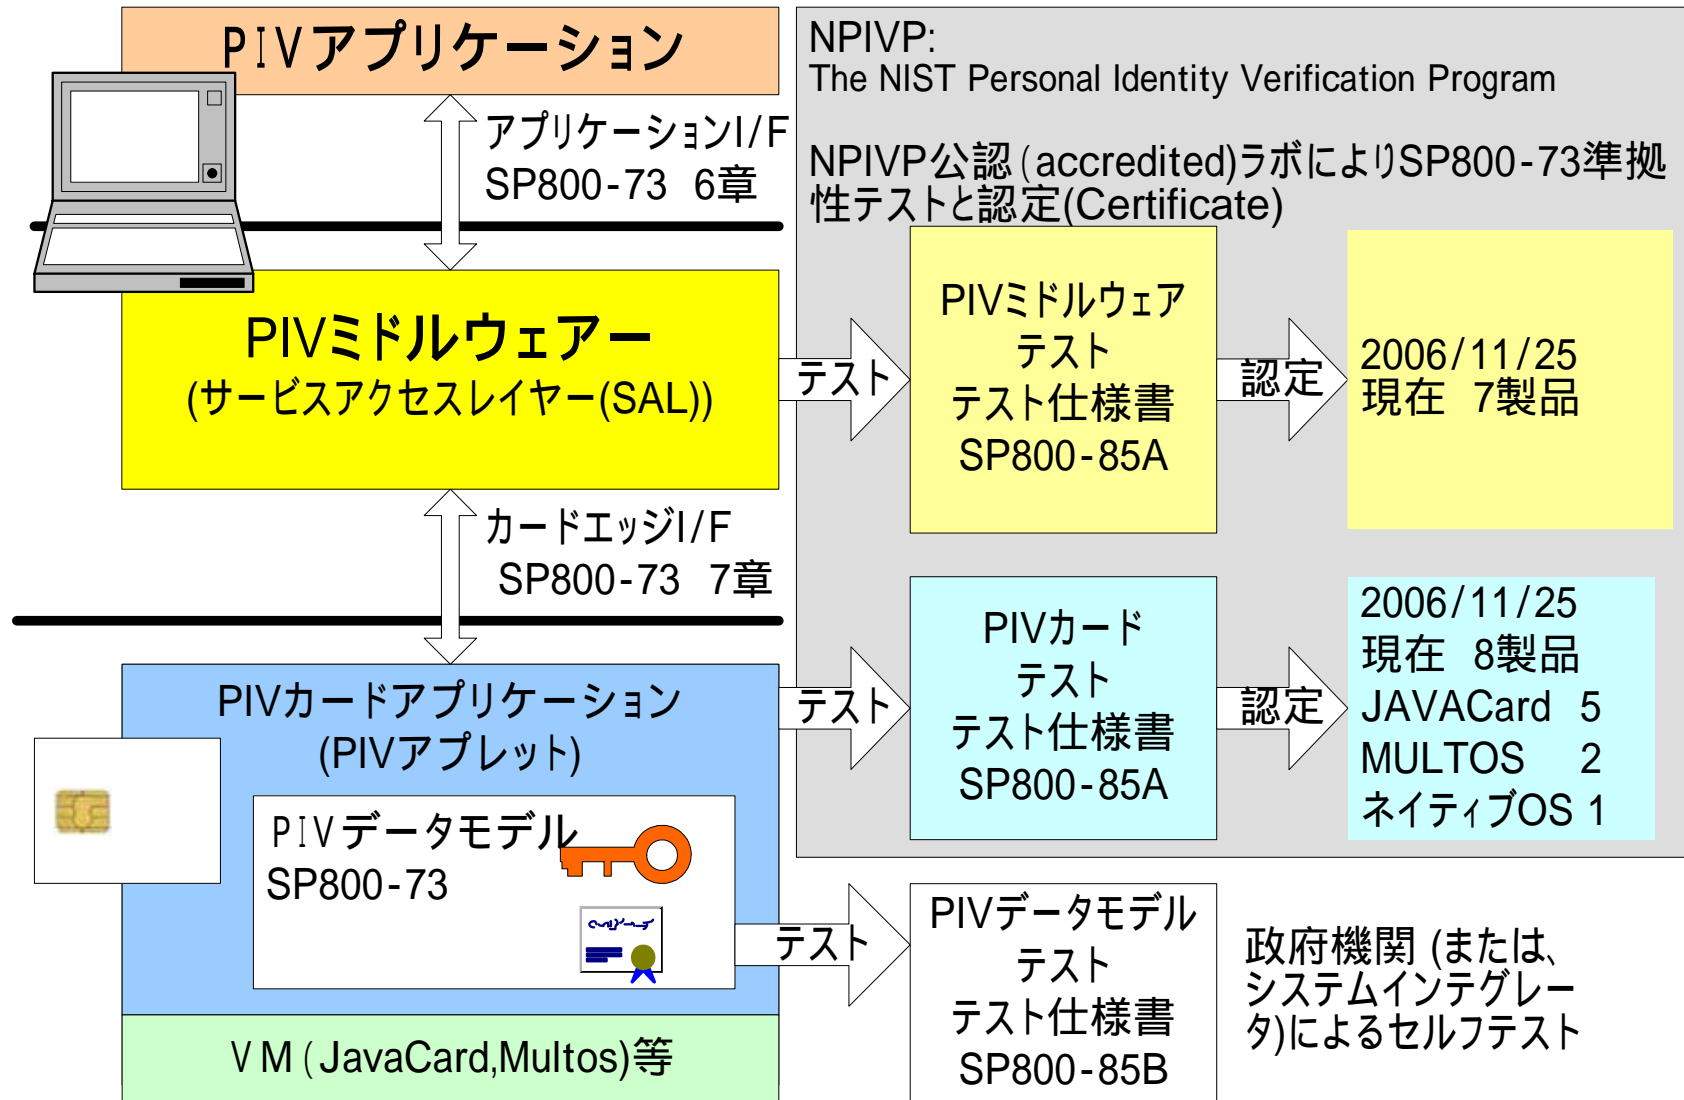 PIVアプリケーション
アプリケーションI/F
SP800-73 6章
PIVミドルウェアー
(サービスアクセスレイヤー(SAL))
カードエッジI/F
SP800-73 7章
PIVカードアプリケーション
(PIVアプレット)
PIVデータモデル
SP800-73
VM(JavaCard,Multos)等
NPIVP:
The NIST Personal Identity Verification Program
NPIVP公認(accredited)ラボによりSP800-73準拠
性テストと認定(Certificate)
テスト
PIVミドルウェア
テスト
テスト仕様書
SP800-85A
認定
2006/11/25
現在 7製品
テスト
PIVカード
テスト
テスト仕様書
SP800-85A
認定
2006/11/25
現在 8製品
JAVACard 5
MULTOS 2
ネイティブOS 1
テスト
PIVデータモデル
テスト
テスト仕様書
SP800-85B
政府機関(または、
システムインテグレー
タ)によるセルフテスト